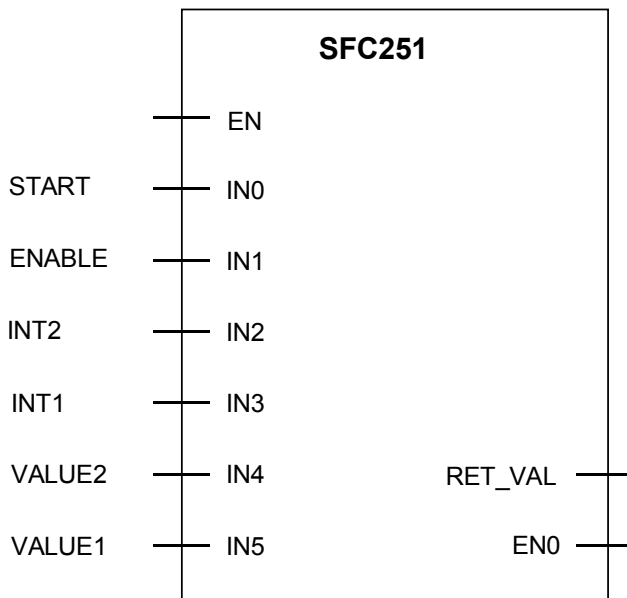 SFC251
EN
START IN0
ENABLE IN1
INT2 IN2
INT1 IN3
VALUE2 IN4 RET_VAL
VALUE1 IN5 EN0